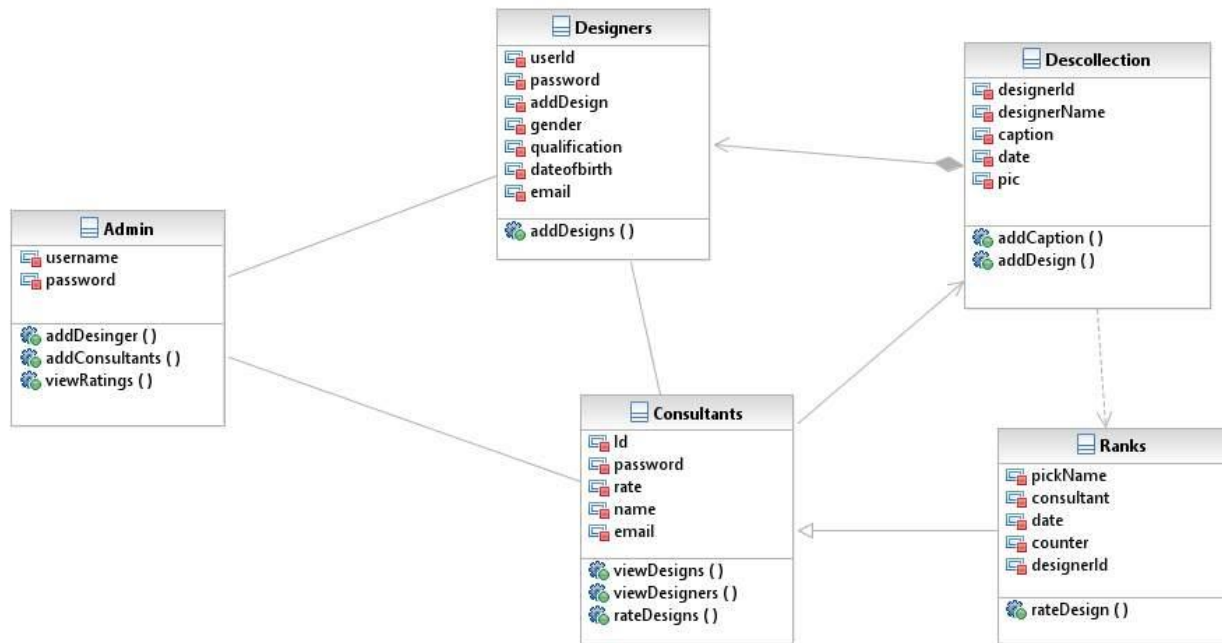 Designers
userId
password
addDesign
gender
qualification
dateofbirth
email
addDesigns ( )
Descollection
designerId
designerName
caption
date
pic
addCaption ( )
addDesign ( )
Admin
username
password
addDesinger ( )
addConsultants ( )
viewRatings ( )
Consultants
Id
password
rate
name
email
viewDesigns ( )
viewDesigners ( )
rateDesigns ( )
Ranks
pickName
consultant
date
counter
designerId
rateDesign ( )